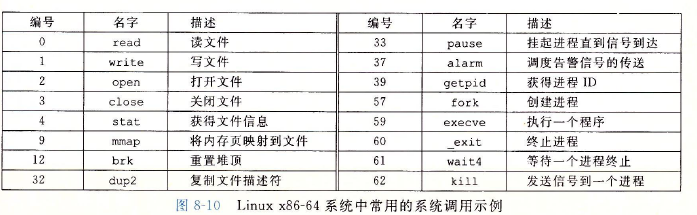 编号 名字 描述 编号 名字 描述
0 read 读文件 33 pause 挂起进程直到信号到达
1 write 写文件 37 alarm 调度告警信号的传送
2 open 打开文件 39 getpid 获得进程 ID
3 close 关闭文件 57 fork 创建进程
4 stat 获得文件信息 59 execve 执行一个程序
9 mmap 将内存页映射到文件 60 _exit 终止进程
12 brk 重置堆顶 61 wait4 等待一个进程终止
32 dup2 复制文件描述符 62 kill 发送信号到一个进程
图 8-10 Linux x86-64 系统中常用的系统调用示例